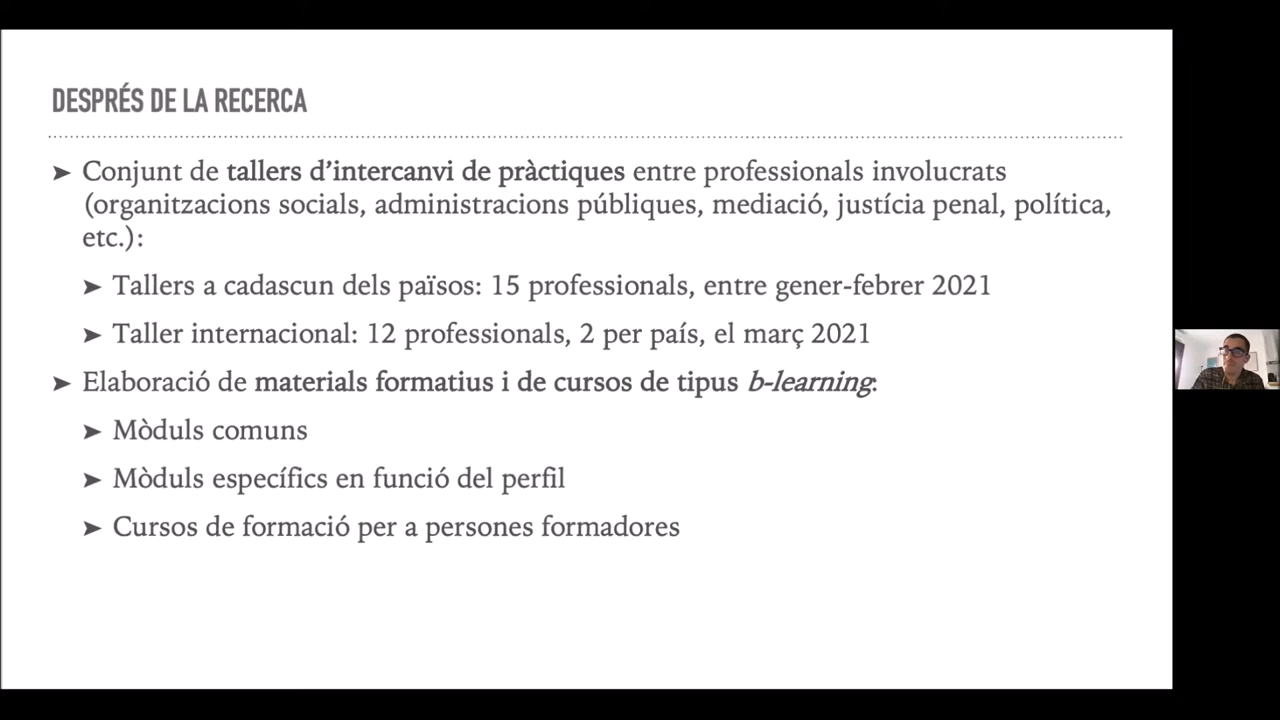 DESPRÉS DE LA RECERCA
➤ Conjunt de tallers d’intercanvi de pràctiques entre professionals involucrats
(organitzacions socials, administracions públiques, mediació, justícia penal, política,
etc.):
➤ Tallers a cadascun dels països: 15 professionals, entre gener-febrer 2021
➤ Taller internacional: 12 professionals, 2 per país, el març 2021
➤ Elaboració de materials formatius i de cursos de tipus b-learning:
➤ Mòduls comuns
➤ Mòduls específics en funció del perfil
➤ Cursos de formació per a persones formadores